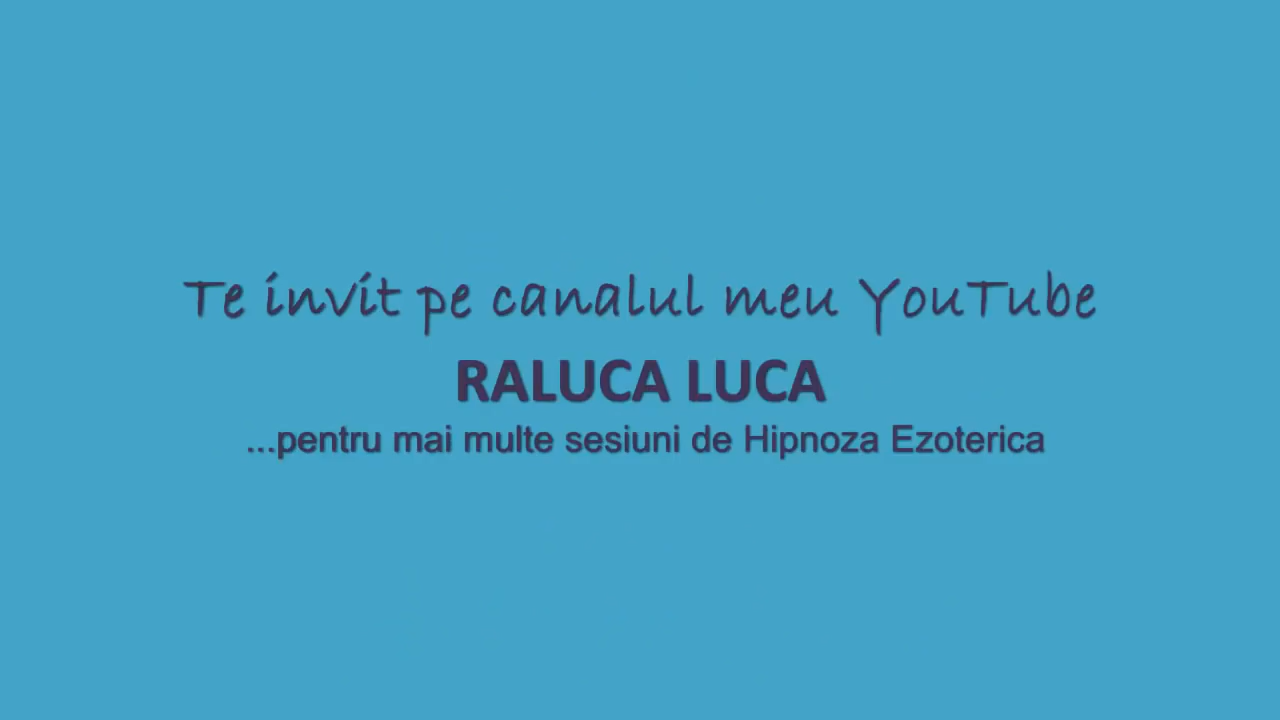 Te invit pe canalul meu YouTube
RALUCA LUCA
...pentru mai multe sesiuni de Hipnoza Ezoterica